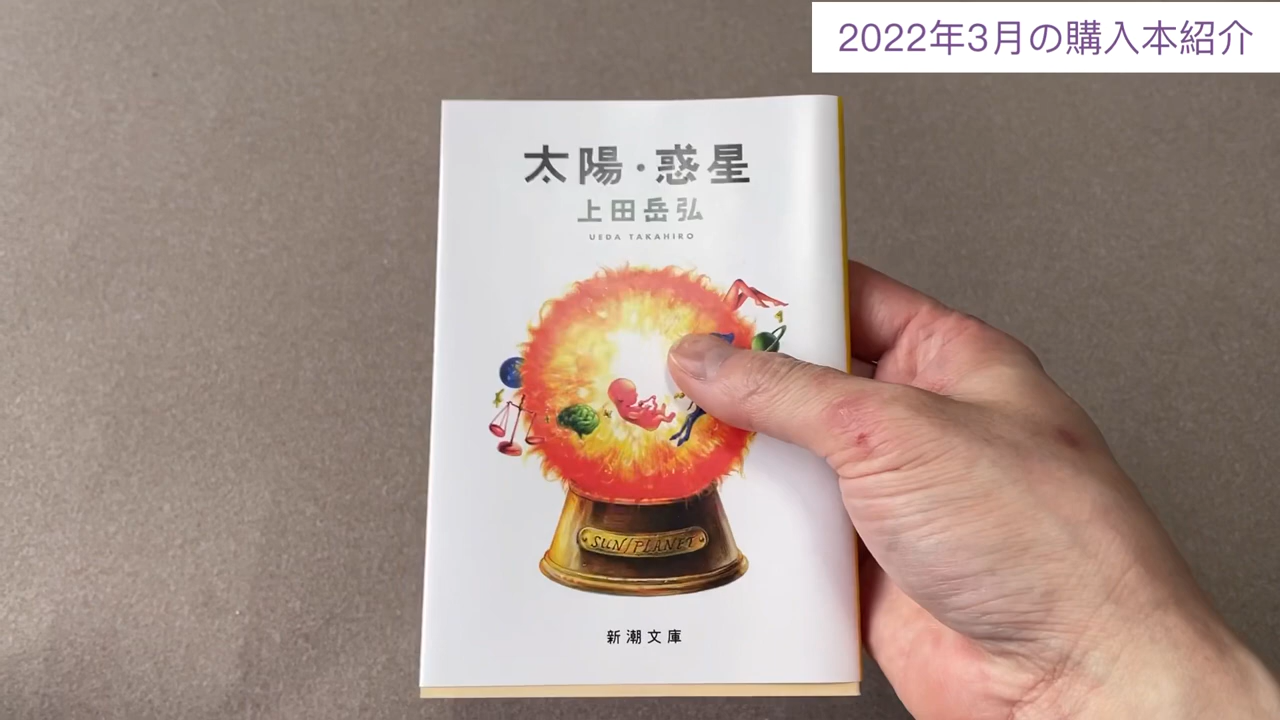 2022年3月の購入本紹介
太陽・惑星
上田岳弘
UEDA TAKAHIRO
SUN/PLANET
新潮文庫